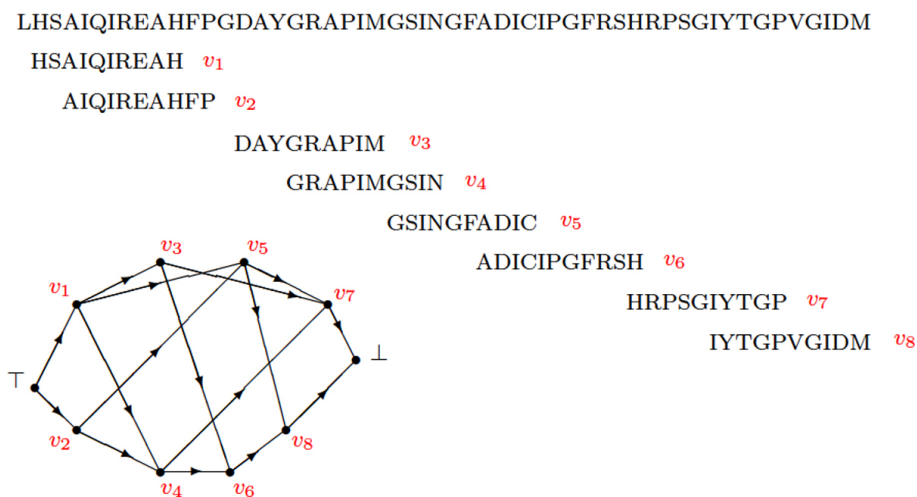 LHSAIQIREAHFPGDAYGRAPIMGSINGFADICIPGFRSHRPSGIYTGPVGIDM
HSAIQIREAH v1
AIQIREAHFP v2
DAYGRAPIM v3
GRAPIMGSIN v4
GSINGFADIC v5
ADICIPGFRSH v6
HRPSGIYTGP v7
IYTGPVGIDM v8
v3 v5
v1 v7
⊤ ⊥
v2 v8
v4 v6